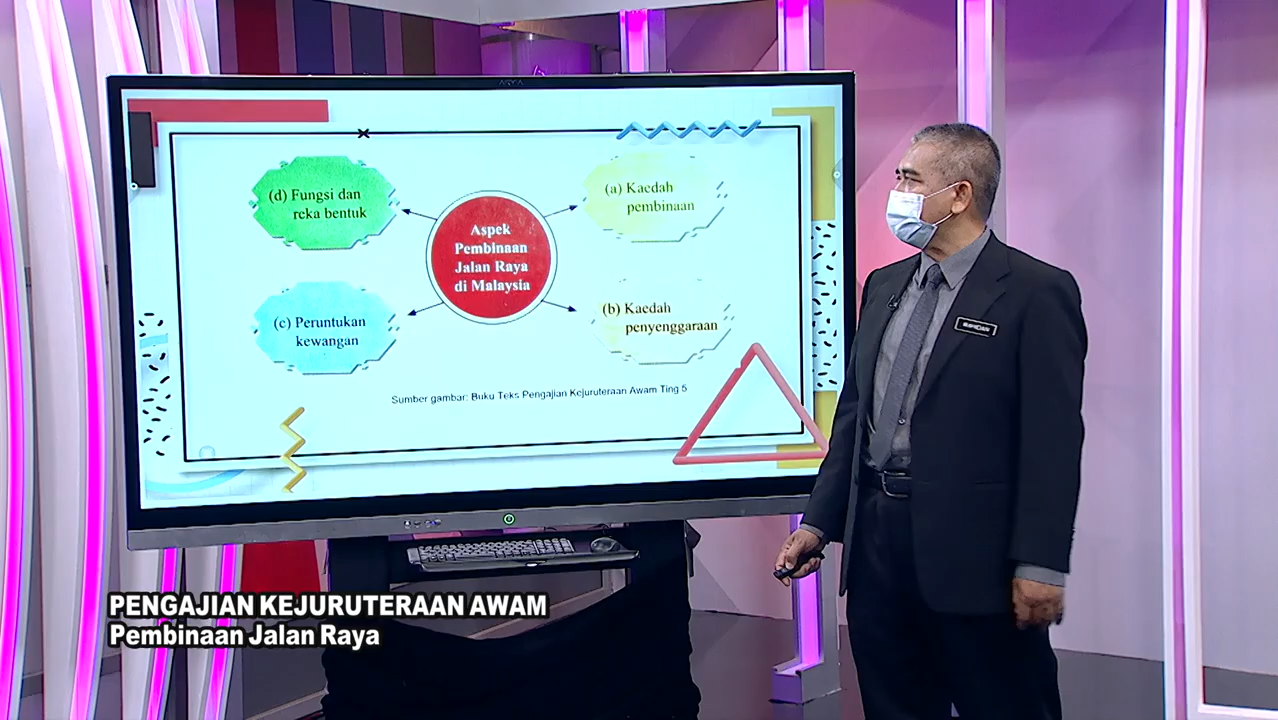 (d) Fungsi dan
reka bentuk
(a) Kaedah
pembinaan
Aspek
Pembinaan
Jalan Raya
di Malaysia
(c) Peruntukan
kewangan
(b) Kaedah
penyenggaraan
Sumber gambar: Buku Teks Pengajian Kejuruteraan Awam Ting 5
PENGAJIAN KEJURUTERAAN AWAM
Pembinaan Jalan Raya